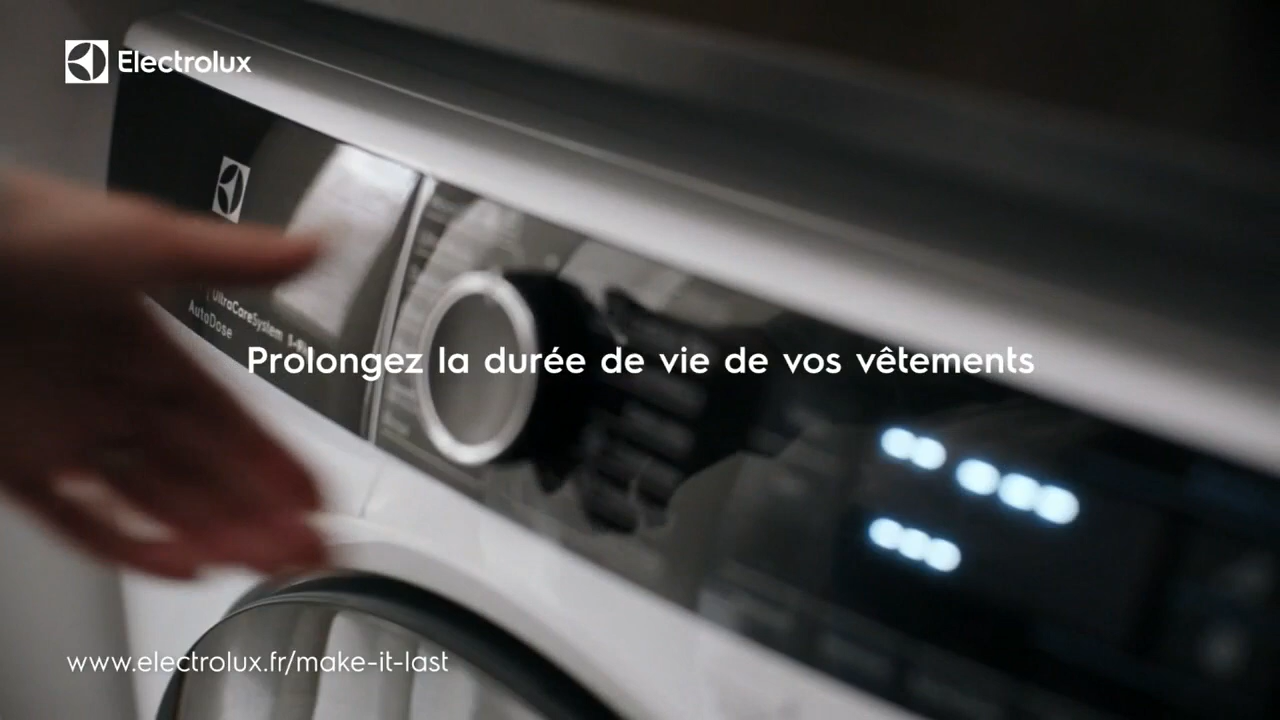 Electrolux
UltraCareSystem
AutoDose
Prolongez la durée de vie de vos vêtements
www.electrolux.fr/make-it-last